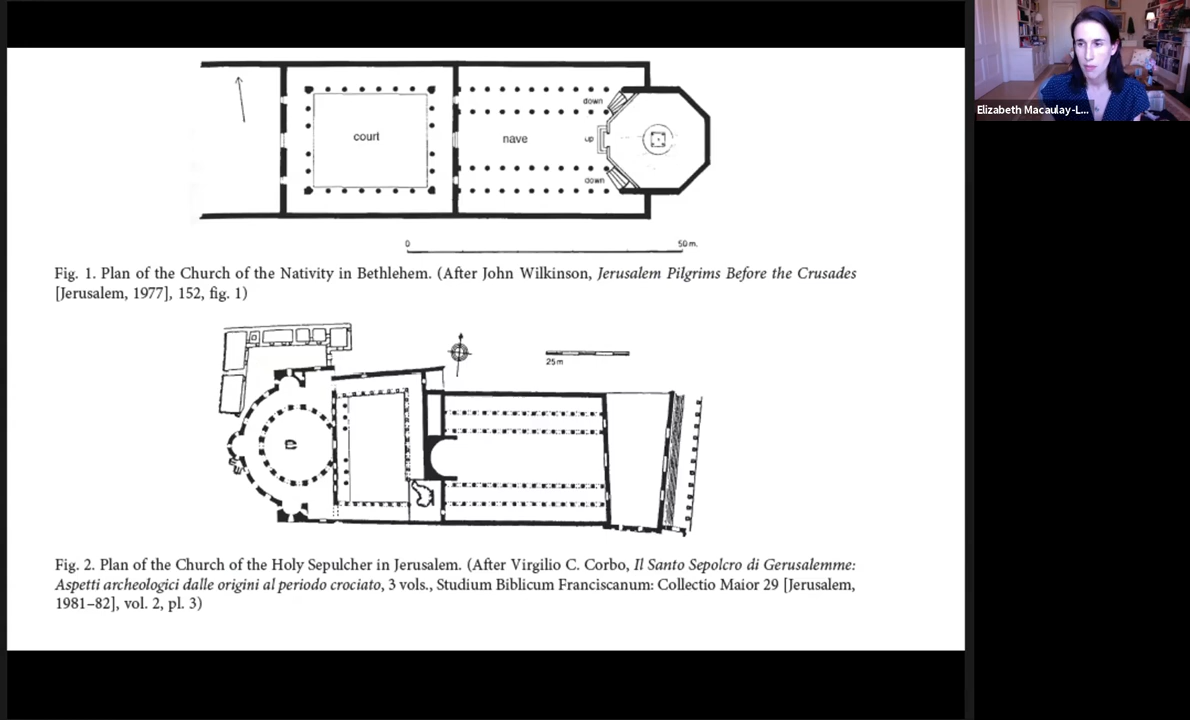 Elizabeth Macaulay-L...
down
court
nave
up
down
0
50 m.
Fig. 1. Plan of the Church of the Nativity in Bethlehem. (After John Wilkinson, Jerusalem Pilgrims Before the Crusades
[Jerusalem, 1977], 152, fig. 1)
25m
Fig. 2. Plan of the Church of the Holy Sepulcher in Jerusalem. (After Virgilio C. Corbo, Il Santo Sepolcro di Gerusalemme:
Aspetti archeologici dalle origini al periodo crociato, 3 vols., Studium Biblicum Franciscanum: Collectio Maior 29 [Jerusalem,
1981–82], vol. 2, pl. 3)